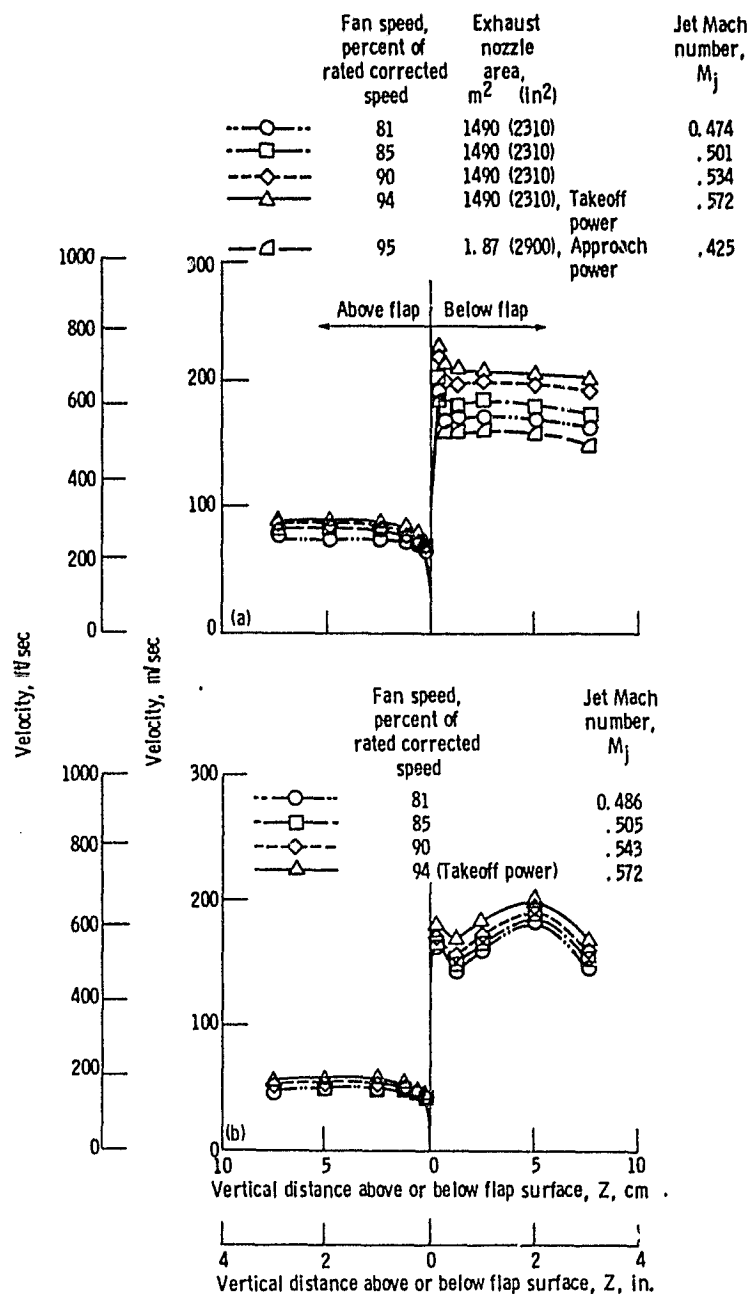 Fan speed, percent of rated corrected speed
Exhaust nozzle area, m2 (in2)
Jet Mach number, Mj
81 1490 (2310) 0.474
85 1490 (2310) .501
90 1490 (2310) .534
94 1490 (2310), Takeoff power .572
95 1.87 (2900), Approach power .425
1000
800
600
400
200
0
300
200
100
0
Above flap
Below flap
(a)
Velocity, ft/sec
Velocity, m/sec
Fan speed, percent of rated corrected speed
Jet Mach number, Mj
81 0.486
85 .505
90 .543
94 (Takeoff power) .572
1000
800
600
400
200
0
300
200
100
0
(b)
10 5 0 5 10
Vertical distance above or below flap surface, Z, cm
4 2 0 2 4
Vertical distance above or below flap surface, Z, in.